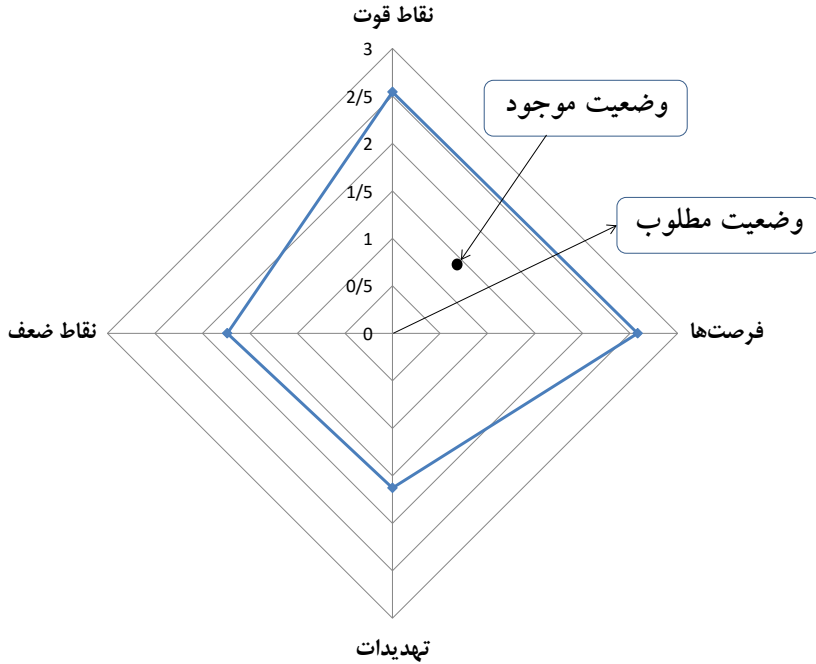 نقاط قوت
3
2/5
2
1/5
1
0/5
0
وضعیت موجود
وضعیت مطلوب
فرصت‌ها
نقاط ضعف
تهدیدات